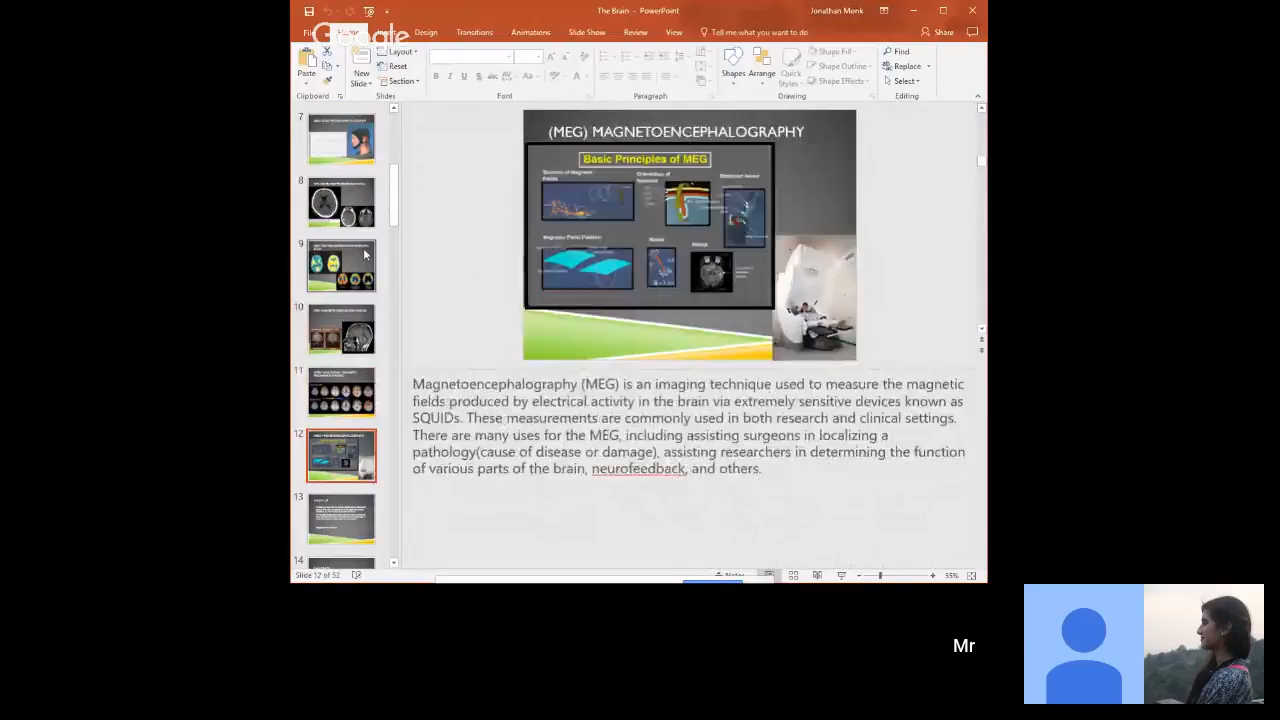 The Brain - PowerPoint
Jonathan Monk
Google
File
Home
Insert
Design
Transitions
Animations
Slide Show
Review
View
Tell me what you want to do
Share
Paste
New
Slide
Layout
Reset
Section
Shapes
Arrange
Quick
Styles
Shape Fill
Shape Outline
Shape Effects
Find
Replace
Select
Clipboard
Slides
Font
Paragraph
Drawing
Editing
7
8
9
10
11
12
13
14
(MEG) MAGNETOENCEPHALOGRAPHY
Basic Principles of MEG
Magnetoencephalography (MEG) is an imaging technique used to measure the magnetic
fields produced by electrical activity in the brain via extremely sensitive devices known as
SQUIDs. These measurements are commonly used in both research and clinical settings.
There are many uses for the MEG, including assisting surgeons in localizing a
pathology(cause of disease or damage), assisting researchers in determining the function
of various parts of the brain, neurofeedback, and others.
Slide 12 of 52
Notes
55%
Mr